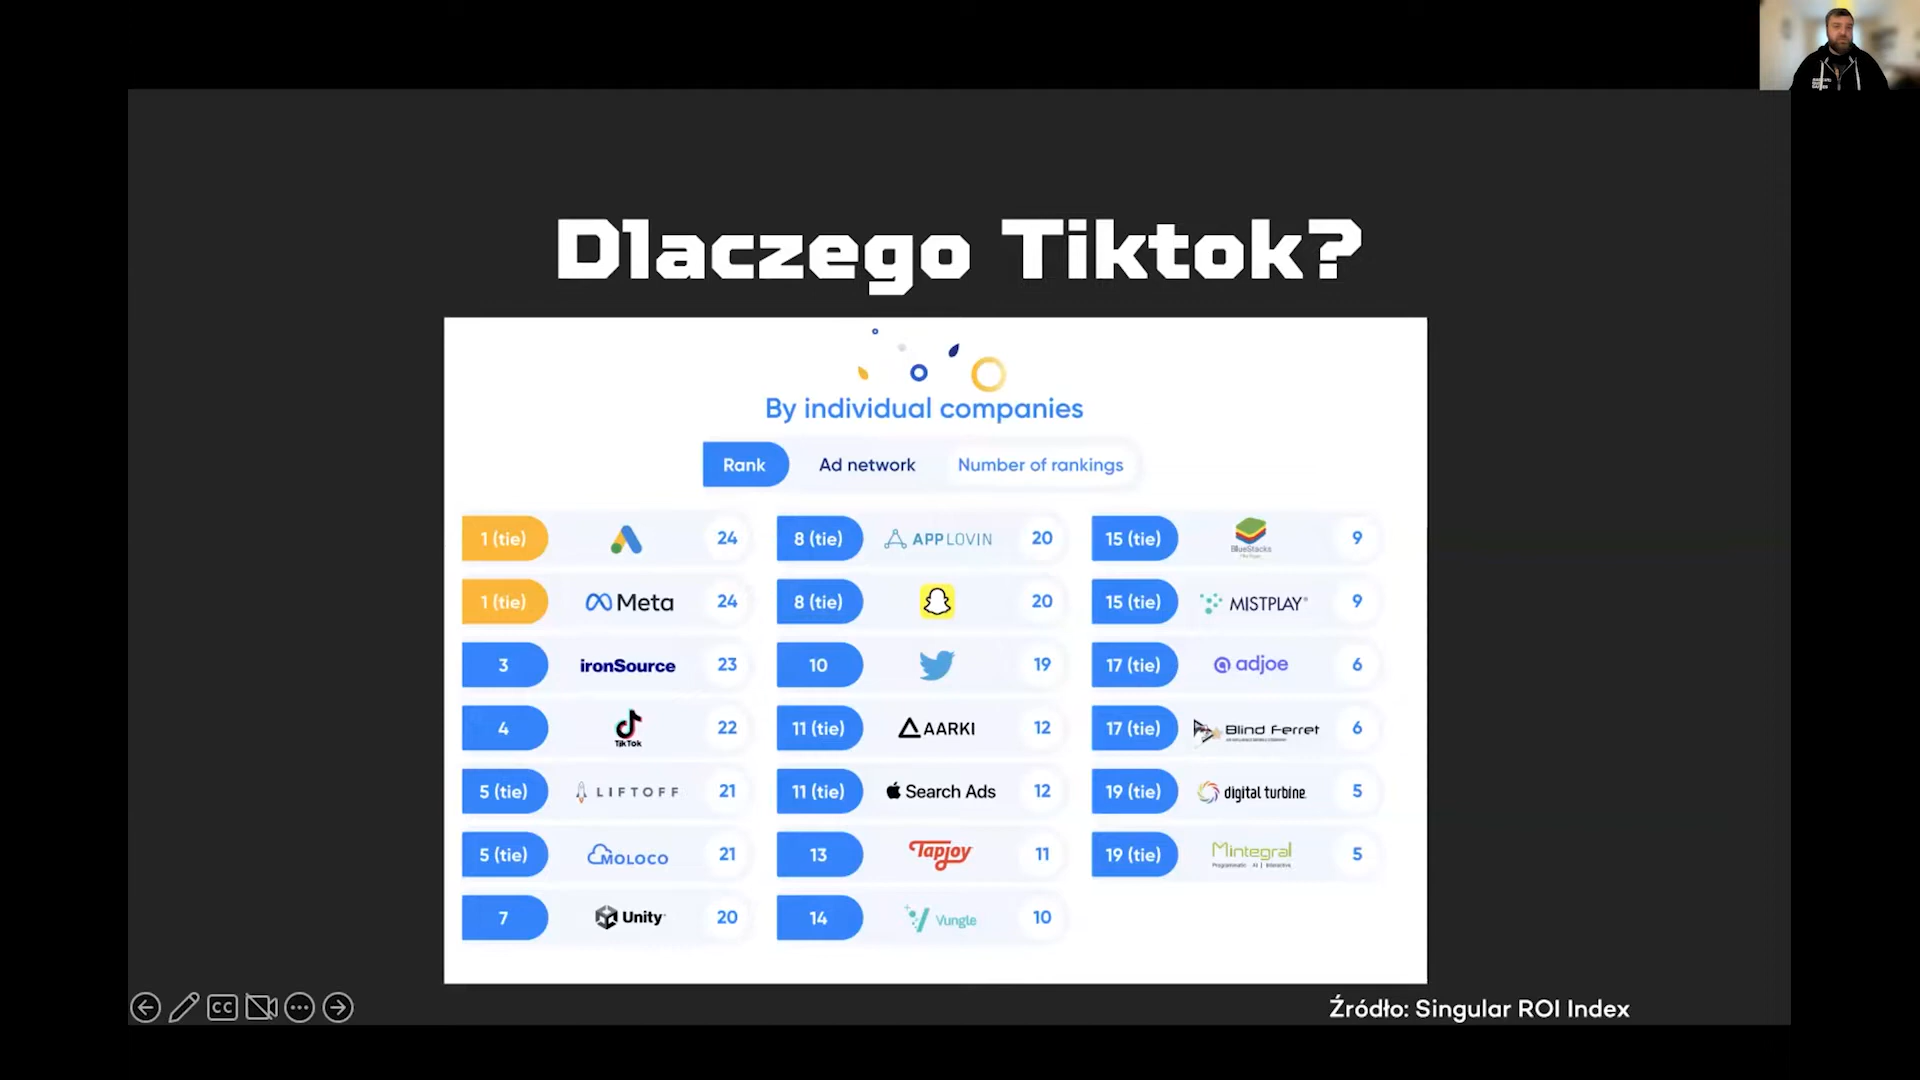 Dlaczego Tiktok?
By individual companies
Rank Ad network Number of rankings
1 (tie) 24
1 (tie) Meta 24
3 ironSource 23
4 TikTok 22
5 (tie) LIFTOFF 21
5 (tie) MOLOCO 21
7 Unity 20
8 (tie) APPLOVIN 20
8 (tie) 20
10 19
11 (tie) AARKI 12
11 (tie) Search Ads 12
13 Tapjoy 11
14 Vungle 10
15 (tie) BlueStacks 9
15 (tie) MISTPLAY® 9
17 (tie) adjoe 6
17 (tie) Blind Ferret 6
19 (tie) digital turbine 5
19 (tie) Mintegral 5
CC
Źródło: Singular ROI Index